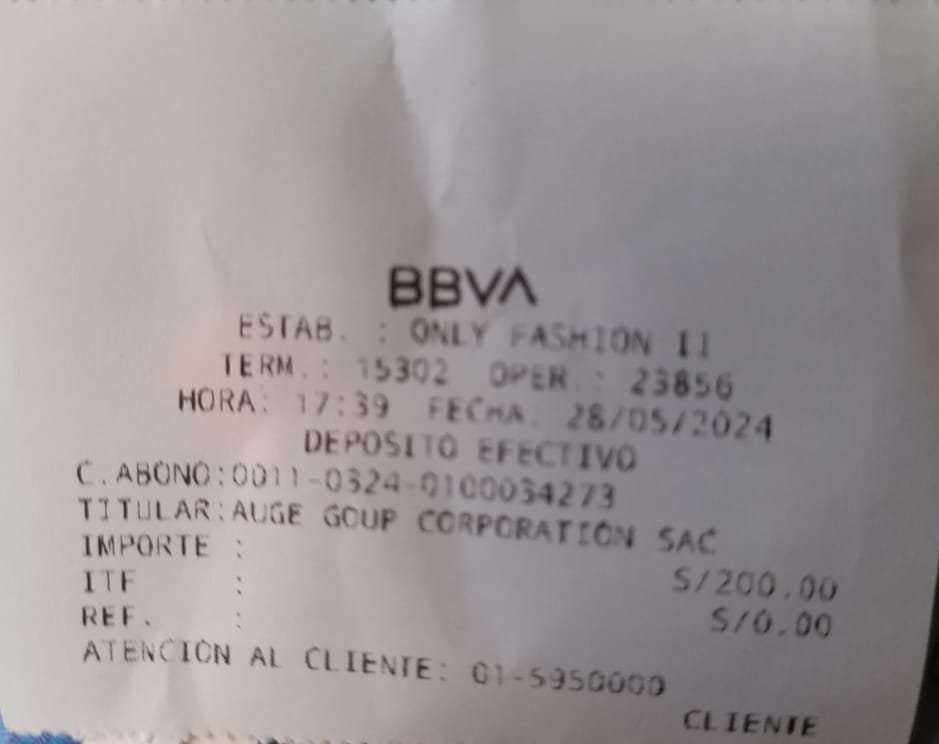 BBVA
ESTAB. : ONLY FASHION II
TERM.: 15302 OPER.: 23856
HORA: 17:39 FECHA: 28/05/2024
DEPOSITO EFECTIVO
C.ABONO:0011-0324-0100034273
TITULAR:AUGE GOUP CORPORATION SAC
IMPORTE : S/200.00
ITF : S/0.00
REF. :
ATENCION AL CLIENTE: 01-5950000
CLIENTE